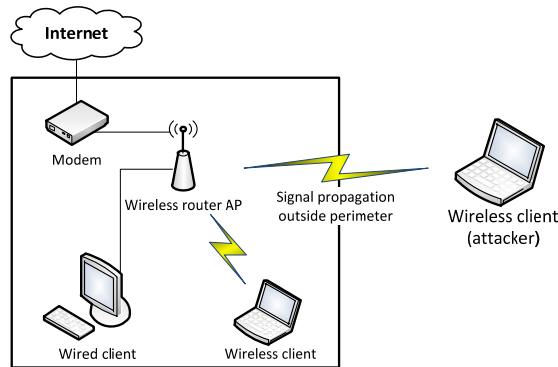 Internet
Modem
Wireless router AP
Signal propagation
outside perimeter
Wireless client
(attacker)
Wired client
Wireless client